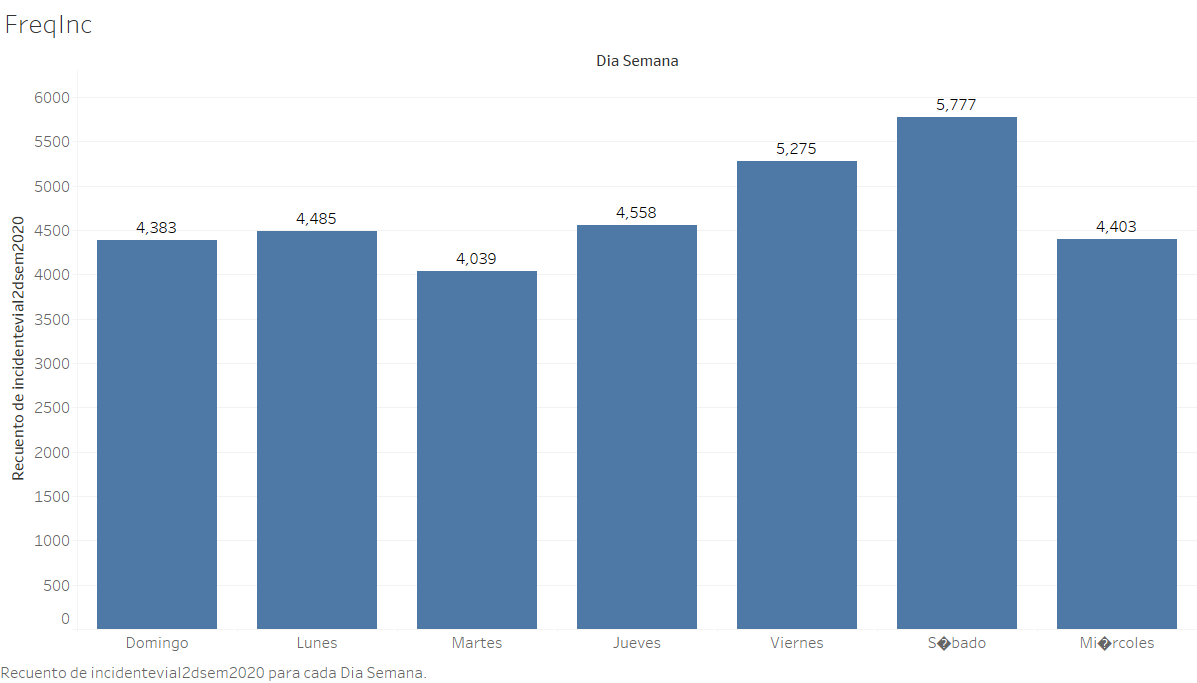 FreqInc
Dia Semana
Recuento de incidentevial2dsem2020
6000
5500
5000
4500
4000
3500
3000
2500
2000
1500
1000
500
0
4,383
4,485
4,039
4,558
5,275
5,777
4,403
Domingo
Lunes
Martes
Jueves
Viernes
S�bado
Mi�rcoles
Recuento de incidentevial2dsem2020 para cada Dia Semana.